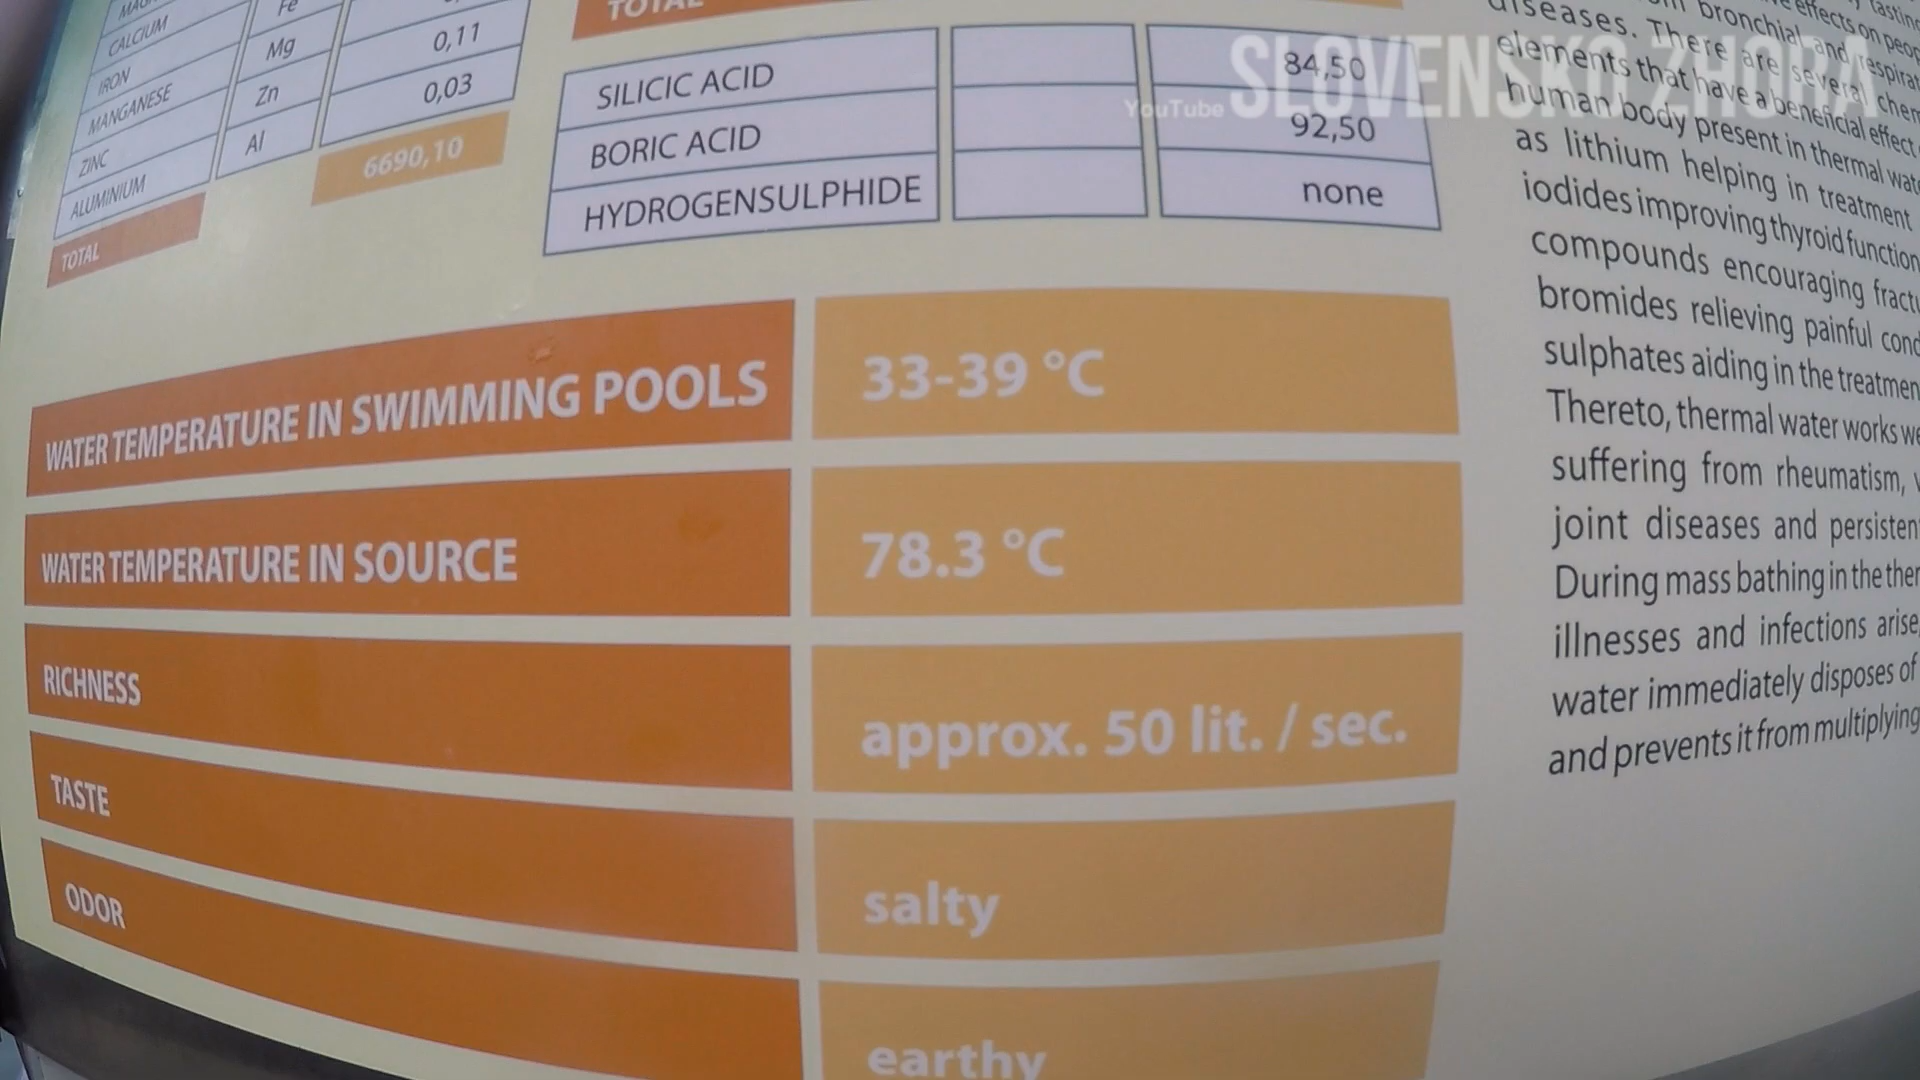 CALCIUM
IRON
MANGANESE
ZINC
ALUMINIUM
TOTAL
Fe
Mg
Zn
Al
0,11
0,03
6690,10
TOTAL
SILICIC ACID 84,50
BORIC ACID 92,50
HYDROGENSULPHIDE none
YouTube SLOVENSKO ZHORA
WATER TEMPERATURE IN SWIMMING POOLS 33-39 °C
WATER TEMPERATURE IN SOURCE 78.3 °C
RICHNESS approx. 50 lit. / sec.
TASTE salty
ODOR earthy
effects on
diseases. There are several
bronchial and
elements that have a beneficial effect
human body present in thermal
as lithium helping in treatment
iodides improving thyroid function
compounds encouraging
bromides relieving painful
sulphates aiding in the
Thereto, thermal water works
suffering from rheumatism,
joint diseases and
During mass bathing in the
illnesses and infections
water immediately disposes of
and prevents it from multiplying